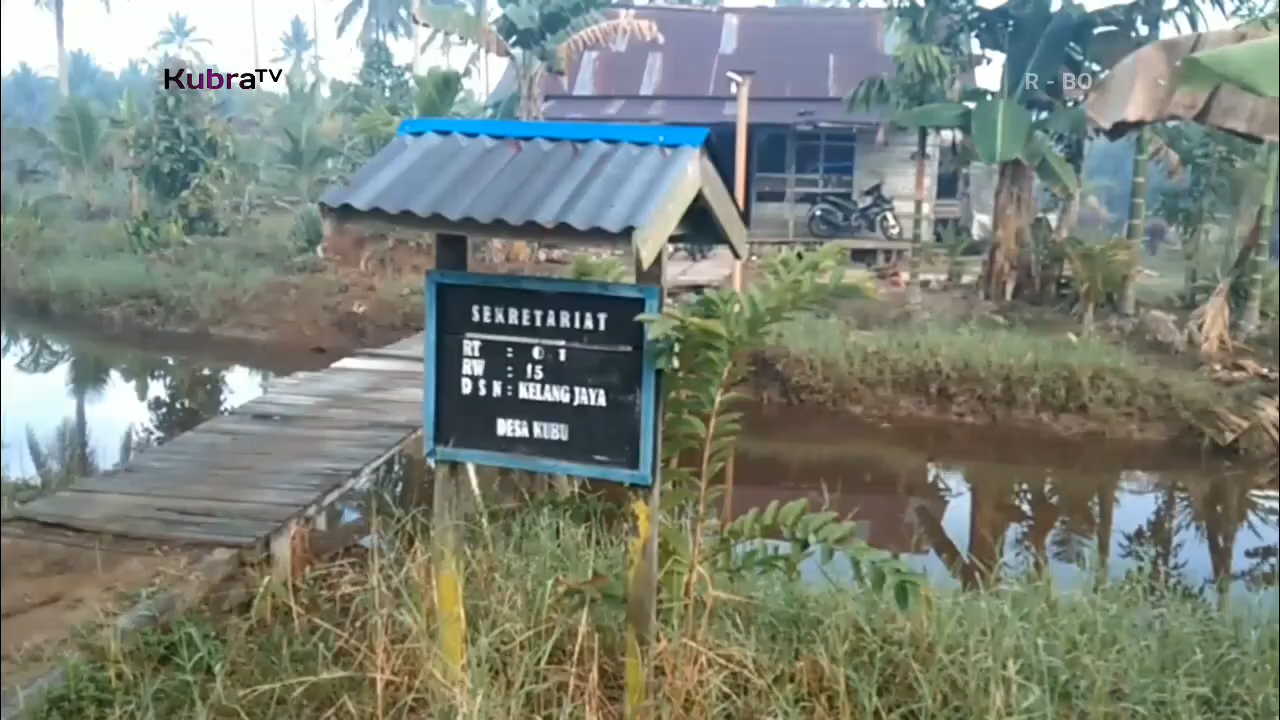 KubraTV
R - BO
SEKRETARIAT
RT : 01
RW : 15
DSN : KELANG JAYA
DESA KUBU